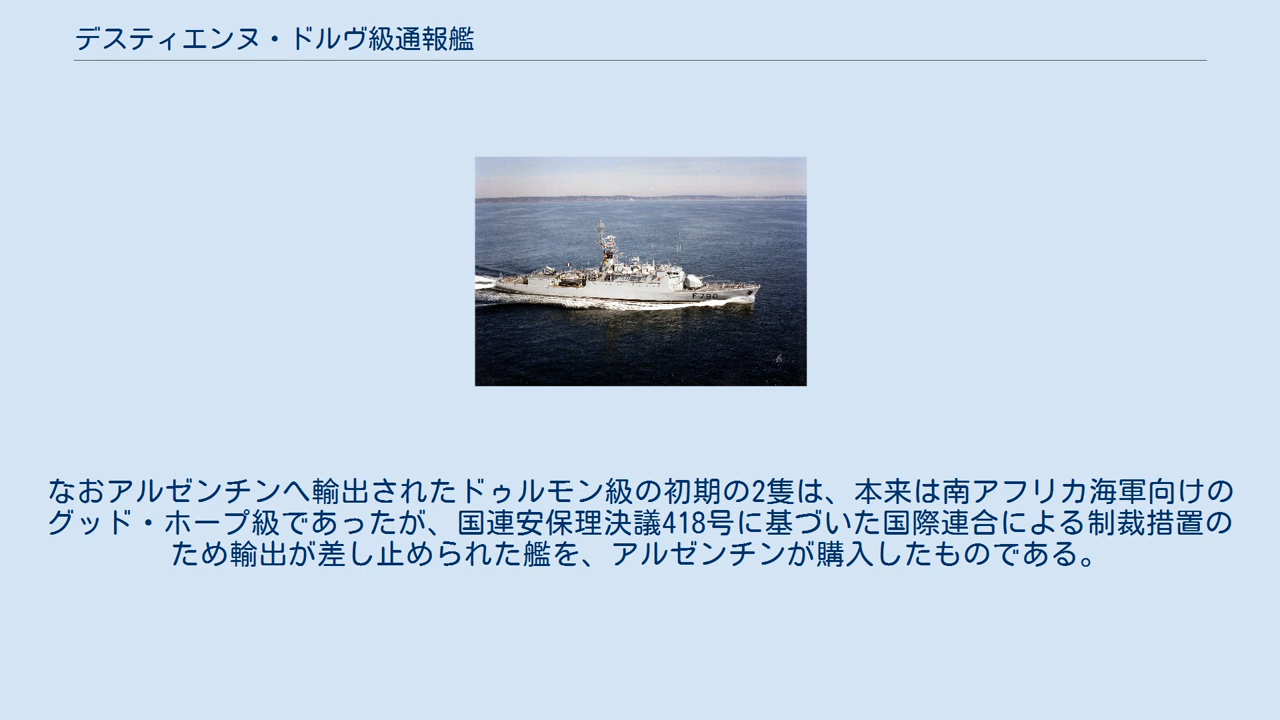 デスティエンヌ・ドルヴ級通報艦
なおアルゼンチンへ輸出されたドゥルモン級の初期の2隻は、本来は南アフリカ海軍向けの
グッド・ホープ級であったが、国連安保理決議418号に基づいた国際連合による制裁措置の
ため輸出が差し止められた艦を、アルゼンチンが購入したものである。